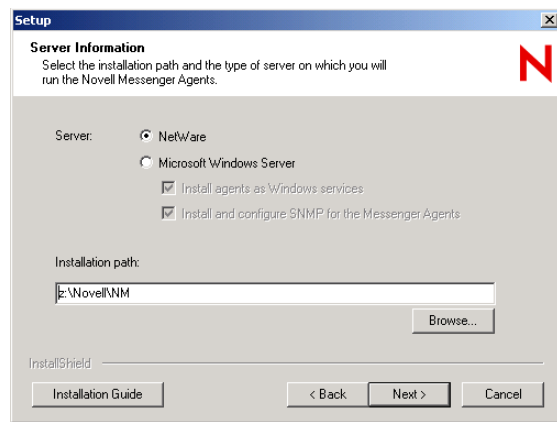 Setup
Server Information
Select the installation path and the type of server on which you will
run the Novell Messenger Agents.
N
Server:
NetWare
Microsoft Windows Server
Install agents as Windows services
Install and configure SNMP for the Messenger Agents
Installation path:
z:\Novell\NM
Browse...
InstallShield
Installation Guide
< Back
Next >
Cancel